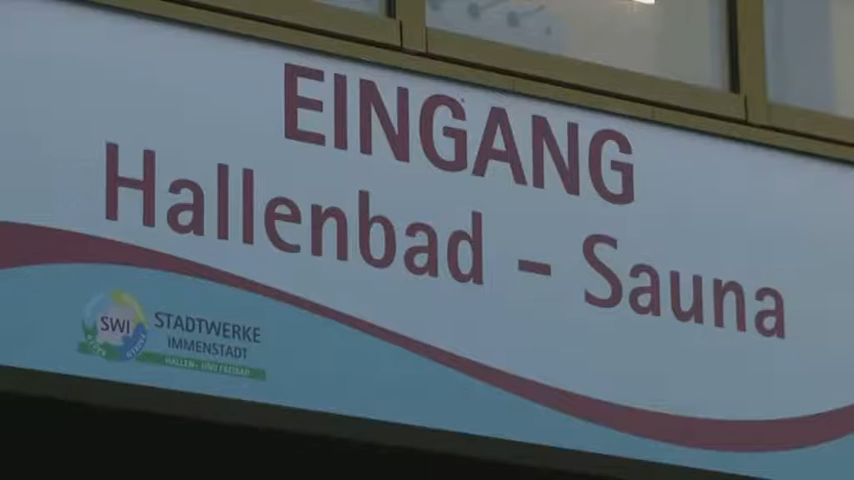 EINGANG
Hallenbad - Sauna
SWI
STADTWERKE
IMMENSTADT
HALLEN- UND FREIBAD